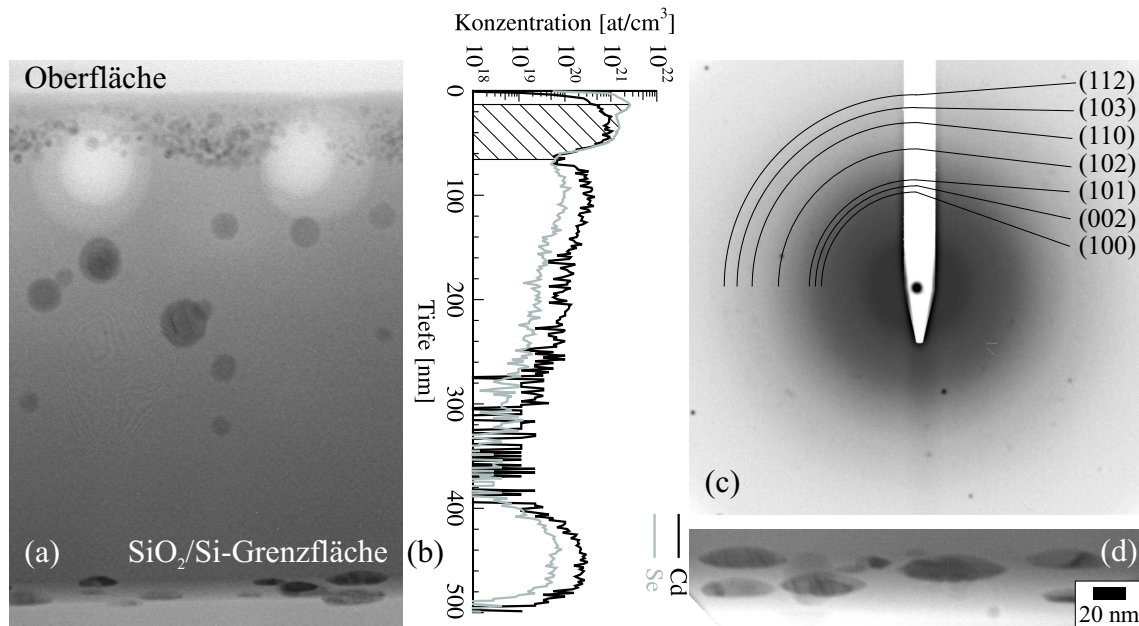 Oberfläche
(a)
SiO₂/Si-Grenzfläche
Konzentration [at/cm³]
10¹⁸ 10¹⁹ 10²⁰ 10²¹ 10²²
0
100
200
300
400
500
Tiefe [nm]
Cd
Se
(b)
(112)
(103)
(110)
(102)
(101)
(002)
(100)
(c)
(d)
20 nm